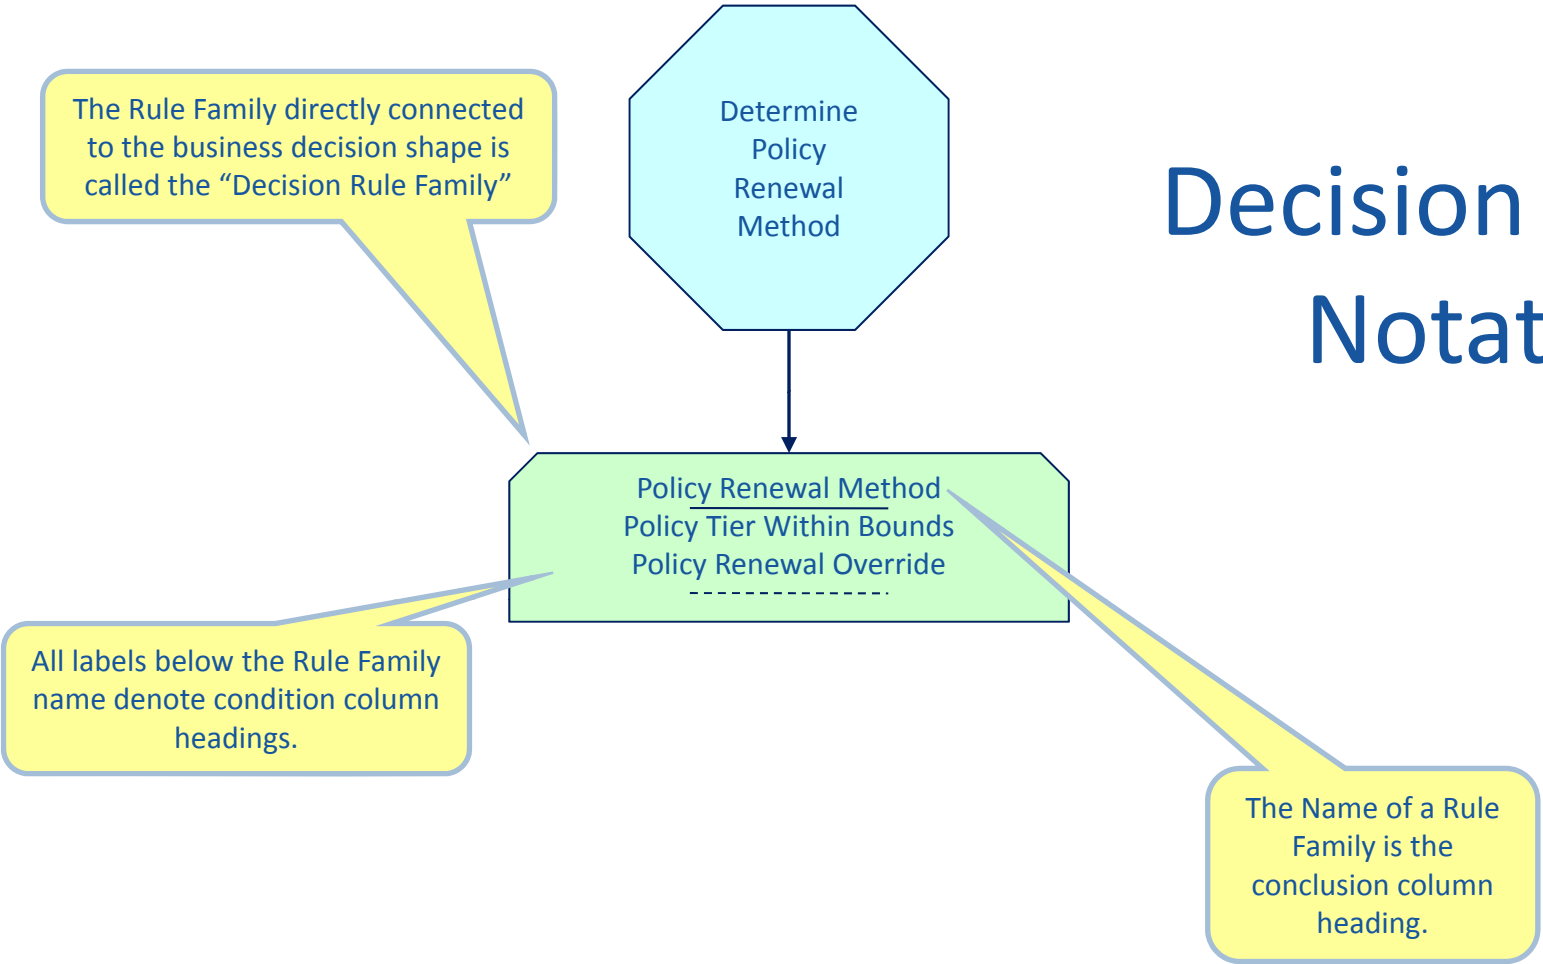 The Rule Family directly connected
to the business decision shape is
called the “Decision Rule Family”
Determine
Policy
Renewal
Method
Decision
Notat
Policy Renewal Method
Policy Tier Within Bounds
Policy Renewal Override
All labels below the Rule Family
name denote condition column
headings.
The Name of a Rule
Family is the
conclusion column
heading.